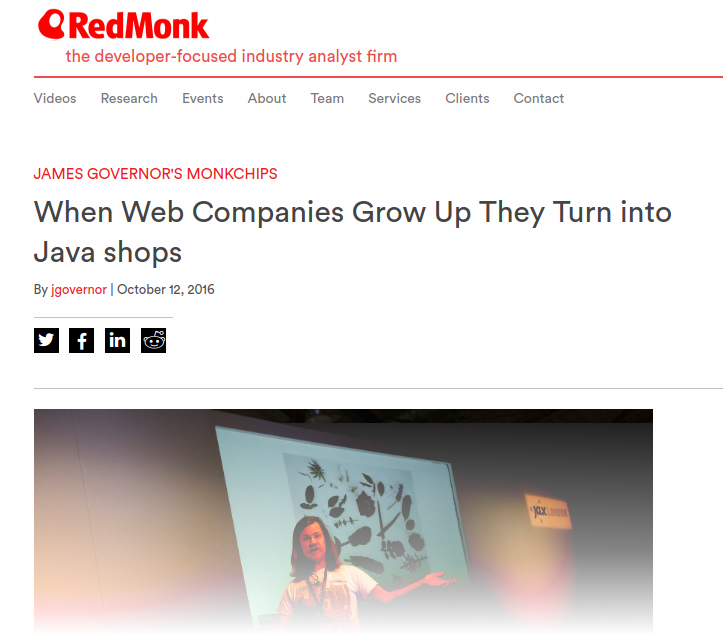 RedMonk
the developer-focused industry analyst firm
Videos Research Events About Team Services Clients Contact
JAMES GOVERNOR'S MONKCHIPS
When Web Companies Grow Up They Turn into
Java shops
By jgovernor | October 12, 2016
in
jax LONDON